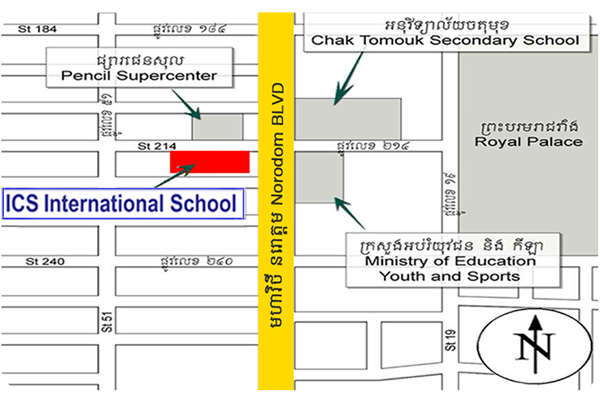 St 184
ផ្លូវលេខ ១៨៤
អនុវិទ្យាល័យចតុមុខ
Chak Tomouk Secondary School
ផ្សារជេនសុល
Pencil Supercenter
ផ្លូវលេខ ៥១
St 214
ផ្លូវលេខ ២១៤
ព្រះបរមរាជវាំង
Royal Palace
ICS International School
មហាវិថី នរោត្តម Norodom BLVD
ផ្លូវលេខ ១៩
ក្រសួងអប់រំយុវជន និង កីឡា
Ministry of Education
Youth and Sports
St 240
ផ្លូវលេខ ២៤០
St 51
St 19
N